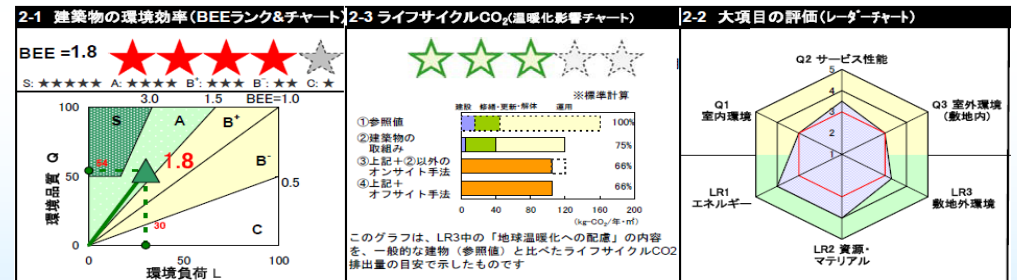 2-1 建築物の環境効率(BEEランク&チャート)
BEE =1.8
S: ★★★★★ A: ★★★★ B⁺: ★★★ B⁻: ★★ C: ★
3.0 1.5 BEE=1.0
100
S
A
B⁺
54
1.8
B⁻
50
0.5
30
C
0
0 50 100
環境品質 Q
環境負荷 L
2-3 ライフサイクルCO₂(温暖化影響チャート)
※標準計算
建設 修繕・更新・解体 運用
①参照値 100%
②建築物の
取組み 75%
③上記+②以外の
オンサイト手法 66%
④上記+
オフサイト手法 66%
0 40 80 120 160 200
(kg-CO₂/年・㎡)
このグラフは、LR3中の「地球温暖化への配慮」の内容
を、一般的な建物(参照値)と比べたライフサイクルCO2
排出量の目安で示したものです
2-2 大項目の評価(レーダーチャート)
Q2 サービス性能
5
4
3
2
1
Q1
室内環境
Q3 室外環境
(敷地内)
LR1
エネルギー
LR3
敷地外環境
LR2 資源・
マテリアル